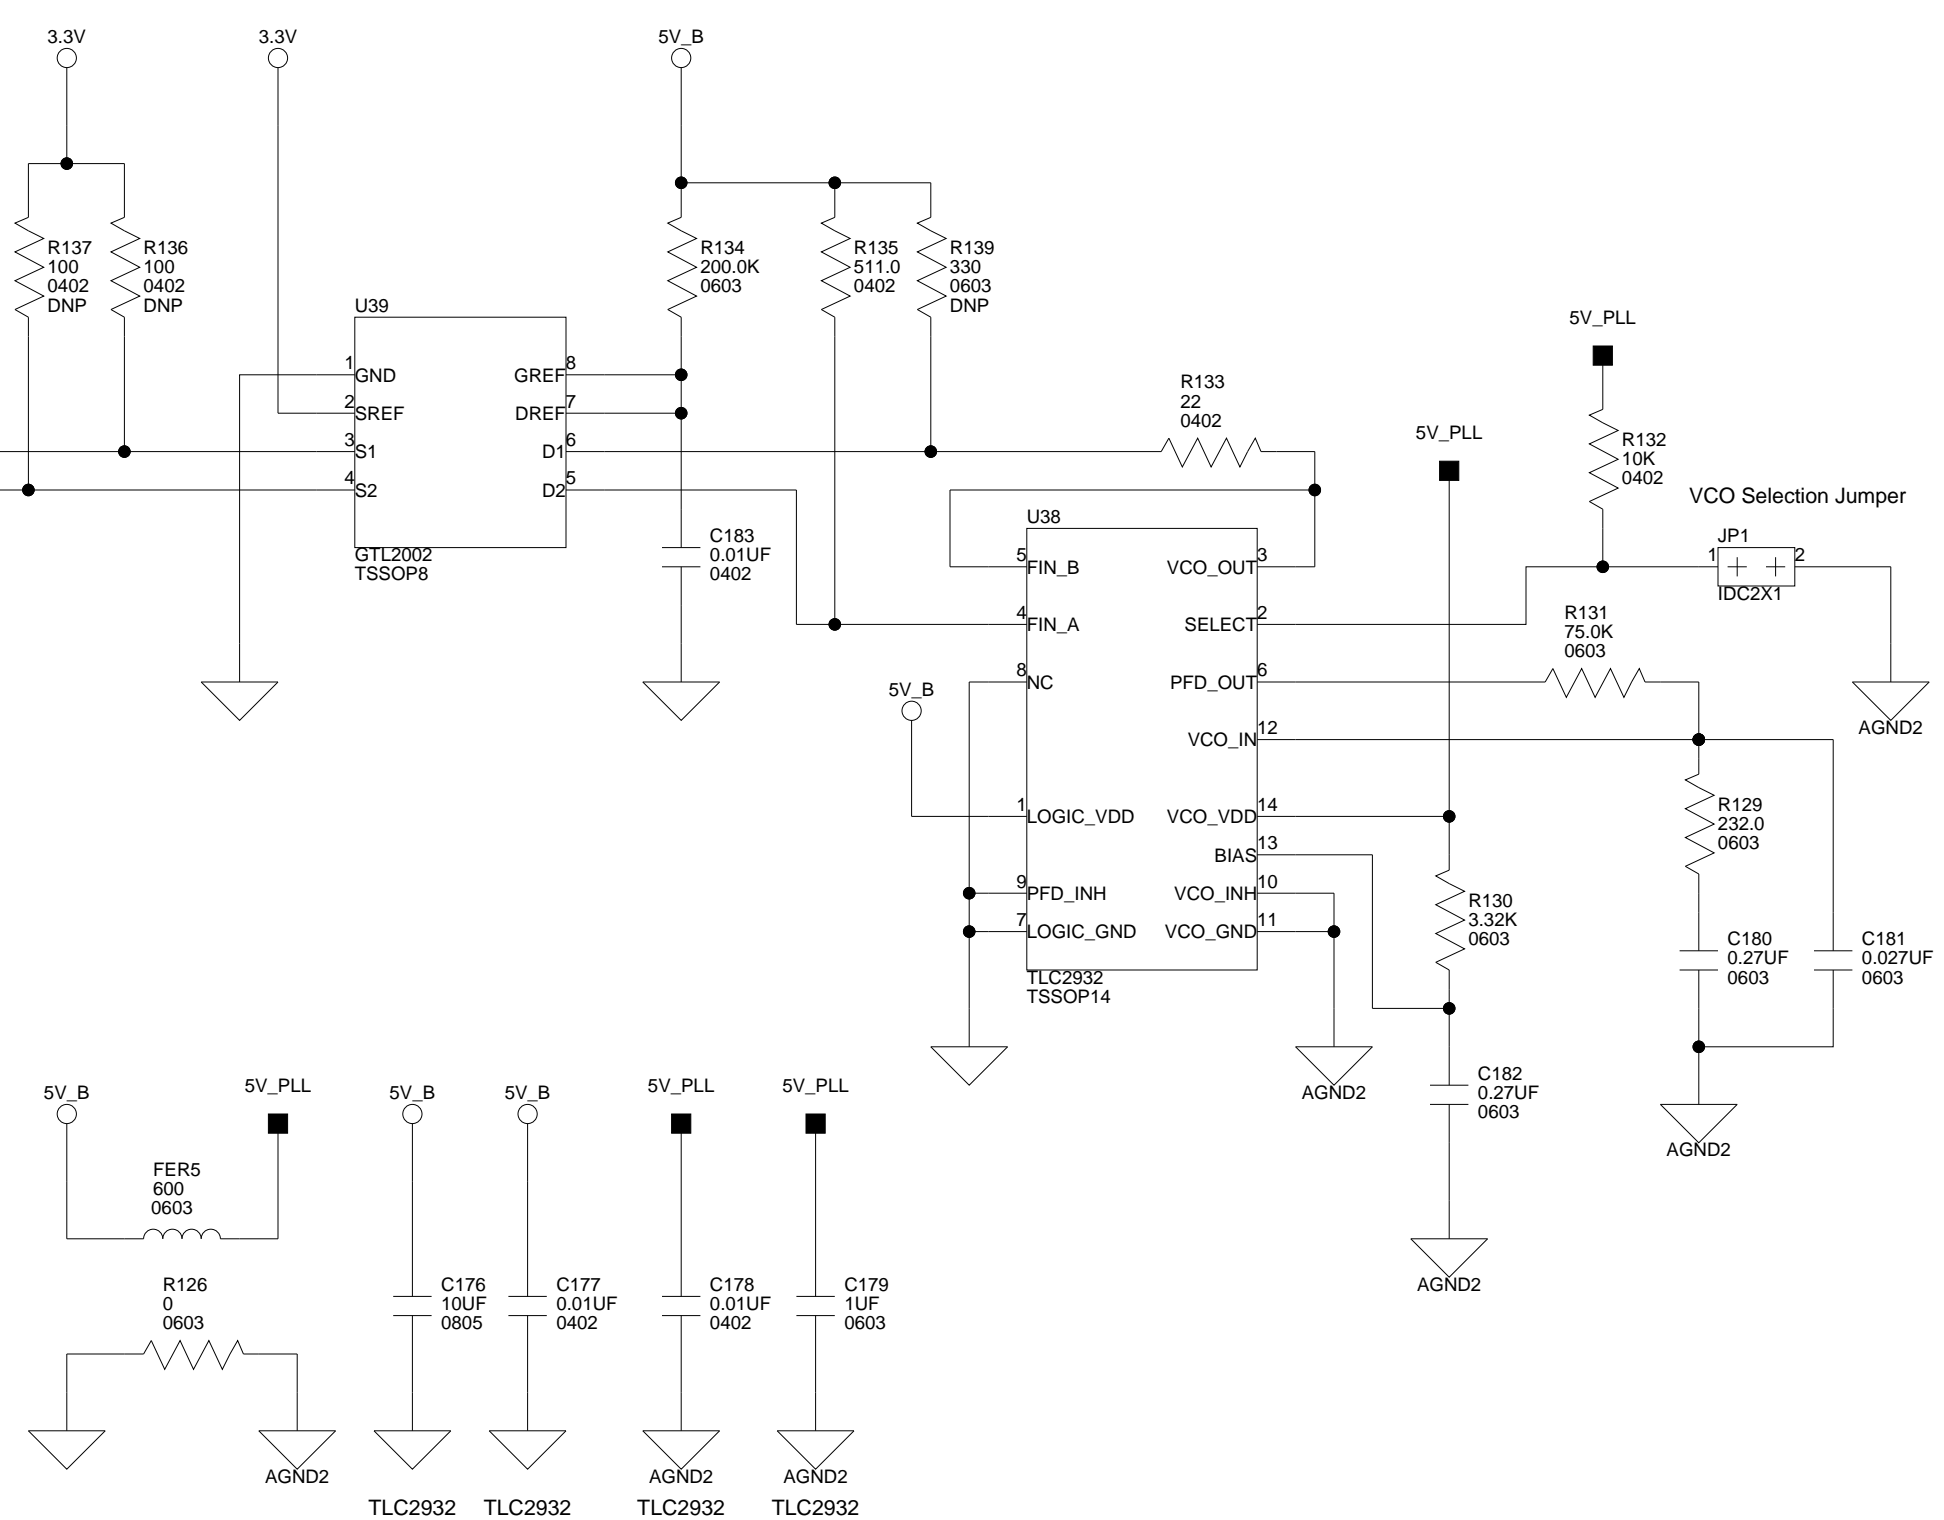 3.3V
3.3V
5V_B
R137
100
0402
DNP
R136
100
0402
DNP
R134
200.0K
0603
R135
511.0
0402
R139
330
0603
DNP
U39
1
GND
2
SREF
3
S1
4
S2
GREF
8
DREF
7
D1
6
D2
5
GTL2002
TSSOP8
C183
0.01UF
0402
R133
22
0402
5V_PLL
5V_PLL
R132
10K
0402
VCO Selection Jumper
JP1
1
2
IDC2X1
AGND2
U38
5
FIN_B
4
FIN_A
8
NC
1
LOGIC_VDD
9
PFD_INH
7
LOGIC_GND
VCO_OUT
3
SELECT
2
PFD_OUT
6
VCO_IN
12
VCO_VDD
14
BIAS
13
VCO_INH
10
VCO_GND
11
TLC2932
TSSOP14
5V_B
R131
75.0K
0603
R129
232.0
0603
R130
3.32K
0603
C180
0.27UF
0603
C181
0.027UF
0603
AGND2
C182
0.27UF
0603
AGND2
AGND2
5V_B
5V_PLL
FER5
600
0603
R126
0
0603
AGND2
5V_B
C176
10UF
0805
TLC2932
5V_B
C177
0.01UF
0402
TLC2932
5V_PLL
C178
0.01UF
0402
AGND2
TLC2932
5V_PLL
C179
1UF
0603
AGND2
TLC2932